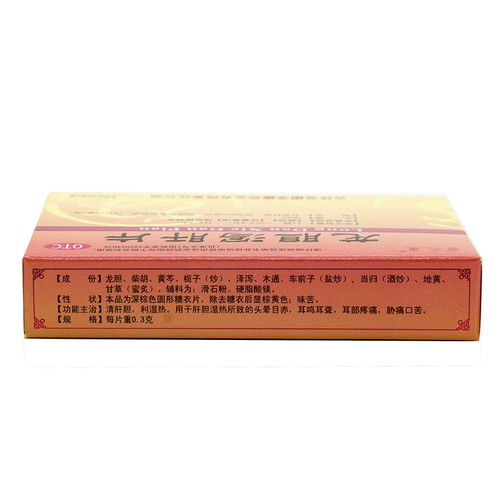 龙胆泻肝片
Long Dan Xie Gan Pian
OTC
【成　份】龙胆、柴胡、黄芩、栀子（炒）、泽泻、木通、车前子（盐炒）、当归（酒炒）、地黄、
甘草（蜜炙）。辅料为：滑石粉、硬脂酸镁。
【性　状】本品为深棕色圆形糖衣片，除去糖衣后显棕黄色；味苦。
【功能主治】清肝胆，利湿热。用于肝胆湿热所致的头晕目赤，耳鸣耳聋，耳部疼痛，胁痛口苦。
【规　格】每片重0.3克